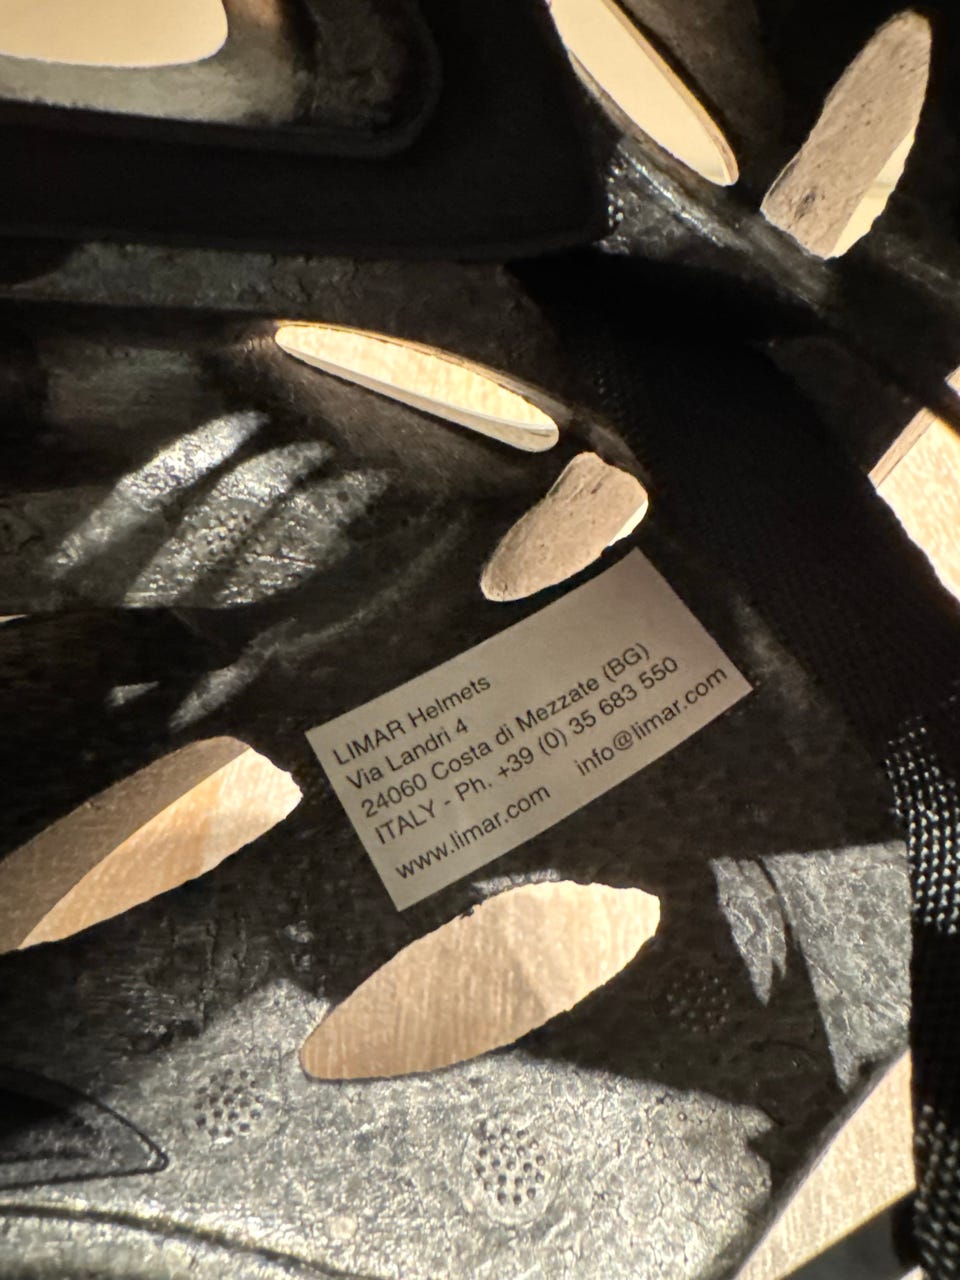 LIMAR Helmets
Via Landri 4
24060 Costa di Mezzate (BG)
ITALY - Ph. +39 (0) 35 683 550
www.limar.com info@limar.com